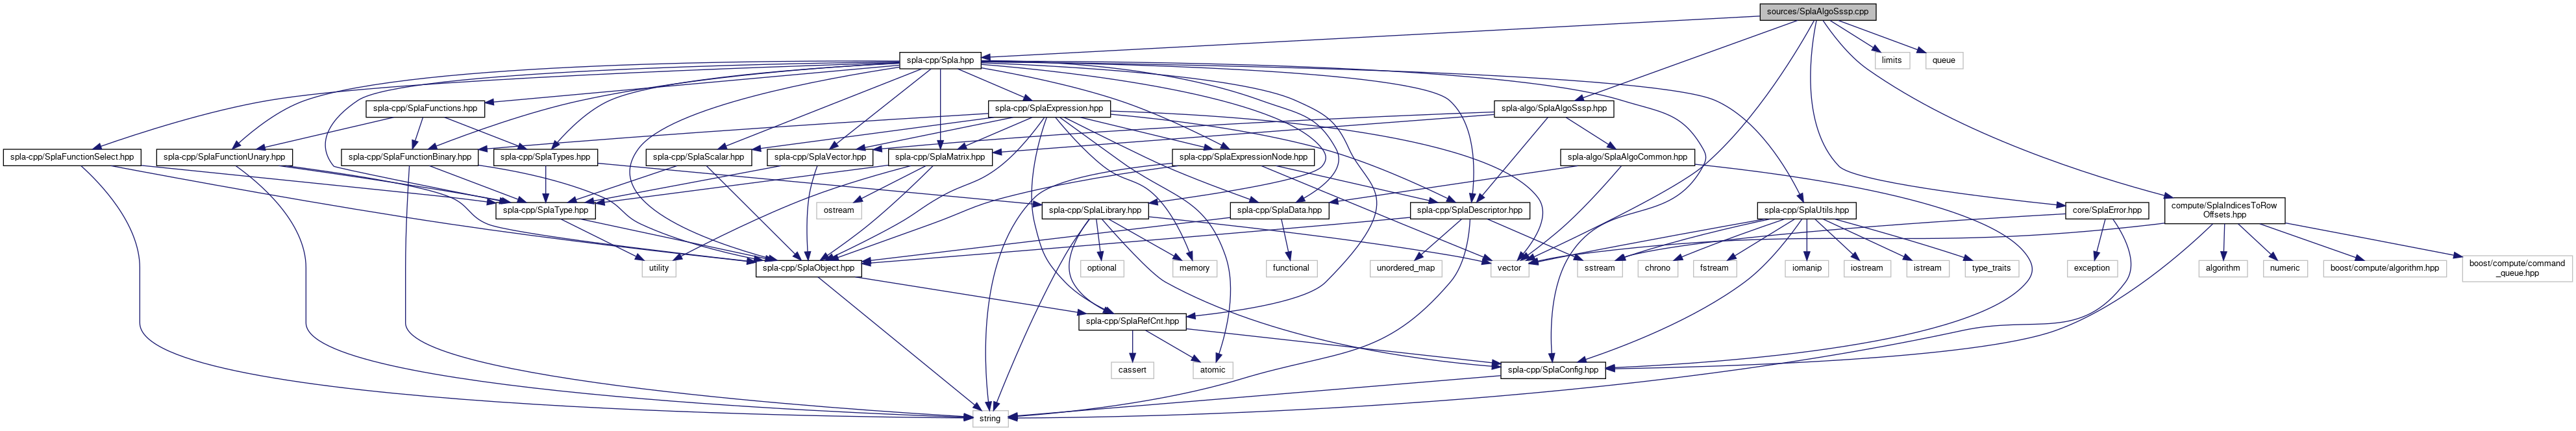 sources/SplaAlgoSssp.cpp
spla-cpp/Spla.hpp
limits
queue
spla-cpp/SplaFunctions.hpp
spla-cpp/SplaExpression.hpp
spla-algo/SplaAlgoSssp.hpp
spla-cpp/SplaFunctionSelect.hpp
spla-cpp/SplaFunctionUnary.hpp
spla-cpp/SplaFunctionBinary.hpp
spla-cpp/SplaTypes.hpp
spla-cpp/SplaScalar.hpp
spla-cpp/SplaVector.hpp
spla-cpp/SplaMatrix.hpp
spla-cpp/SplaExpressionNode.hpp
spla-algo/SplaAlgoCommon.hpp
spla-cpp/SplaType.hpp
ostream
spla-cpp/SplaLibrary.hpp
spla-cpp/SplaData.hpp
spla-cpp/SplaDescriptor.hpp
spla-cpp/SplaUtils.hpp
core/SplaError.hpp
compute/SplaIndicesToRow
Offsets.hpp
utility
spla-cpp/SplaObject.hpp
optional
memory
functional
unordered_map
vector
sstream
chrono
fstream
iomanip
iostream
istream
type_traits
exception
algorithm
numeric
boost/compute/algorithm.hpp
boost/compute/command
_queue.hpp
spla-cpp/SplaRefCnt.hpp
cassert
atomic
spla-cpp/SplaConfig.hpp
string